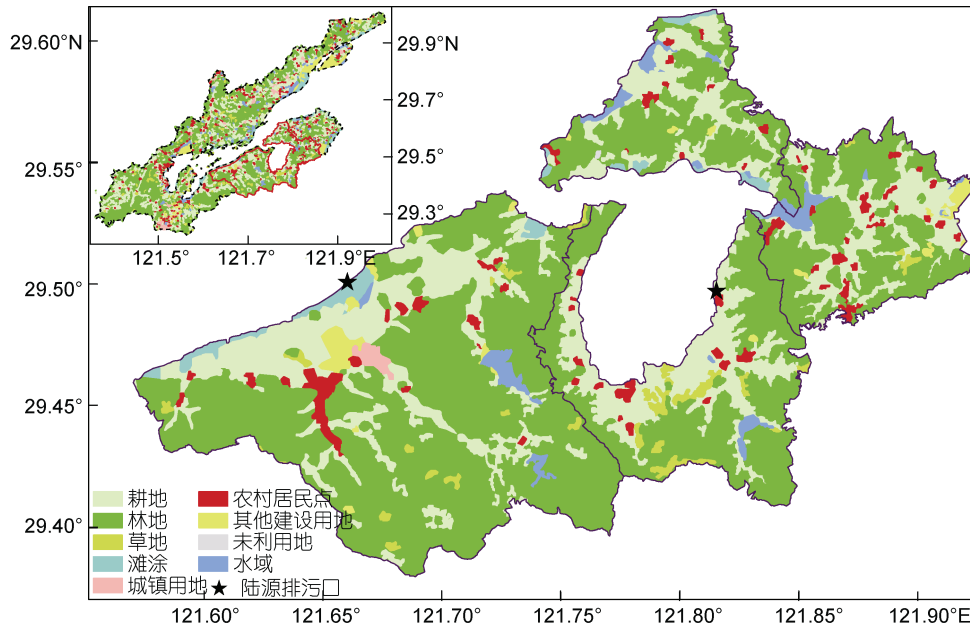 29.60°N
29.55°
29.50°
29.45°
29.40°
29.9°N
29.7°
29.5°
29.3°
121.5°
121.7°
121.9°E
耕地
林地
草地
滩涂
城镇用地
农村居民点
其他建设用地
未利用地
水域
陆源排污口
121.60°
121.65°
121.70°
121.75°
121.80°
121.85°
121.90°E